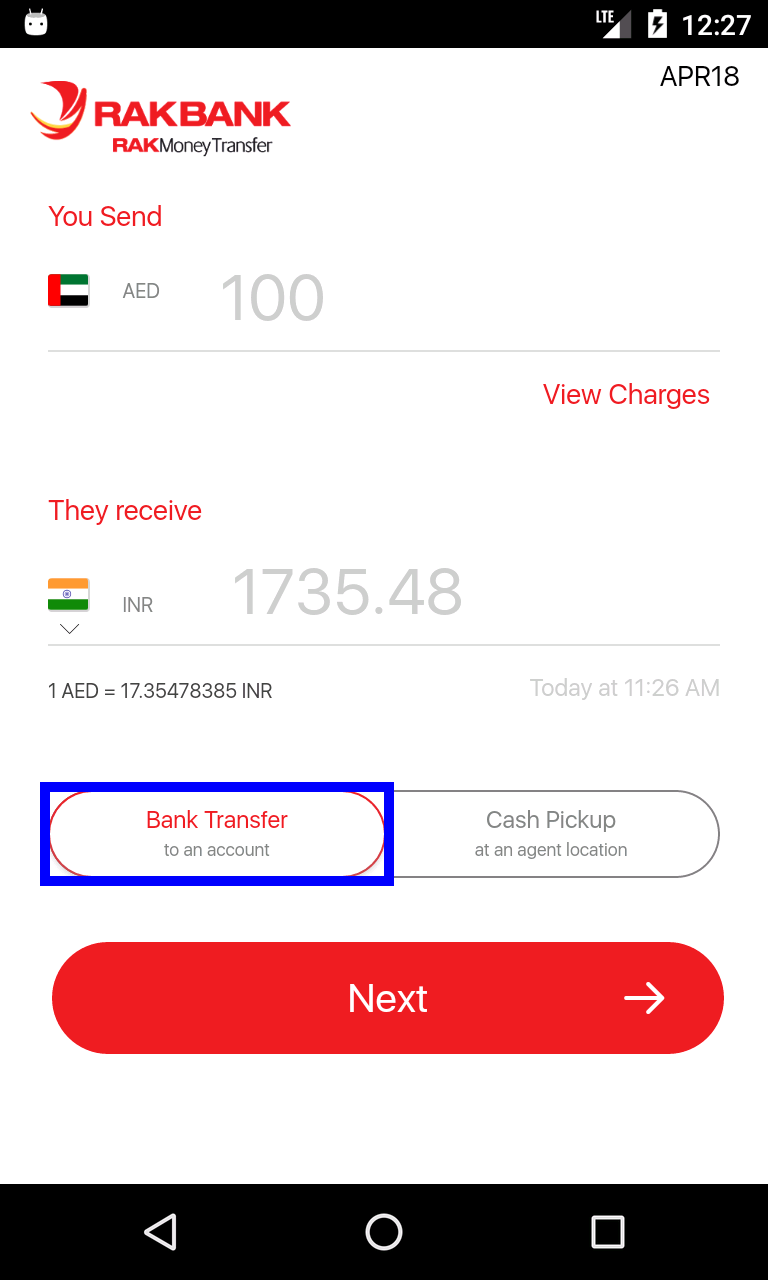 LTE 12:27
APR18
RAKBANK
RAKMoneyTransfer
You Send
AED 100
View Charges
They receive
INR 1735.48
1 AED = 17.35478385 INR Today at 11:26 AM
Bank Transfer Cash Pickup
to an account at an agent location
Next